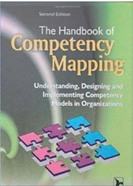 Second Edition
The Handbook of
Competency
Mapping
Understanding, Designing and
Implementing Competency
Models in Organizations